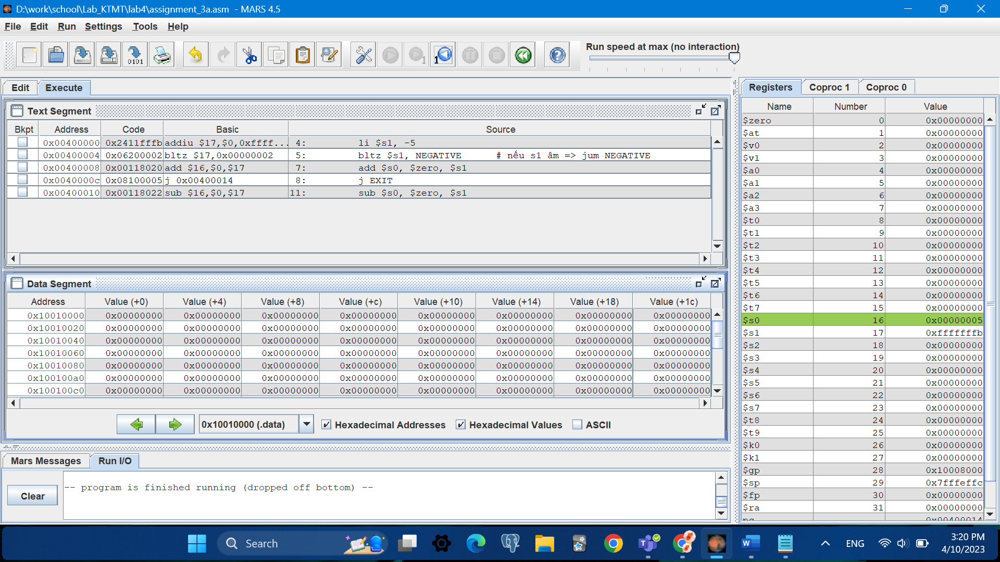 D:\work\school\Lab_KTMT\lab4\assignment_3a.asm - MARS 4.5
File Edit Run Settings Tools Help
Run speed at max (no interaction)
Edit Execute
Text Segment
Bkpt Address Code Basic Source
0x00400000 0x2411fffb addiu $17,$0,0xffff... 4: li $s1, -5
0x00400004 0x06200002 bltz $17,0x00000002 5: bltz $s1, NEGATIVE # nếu s1 âm => jum NEGATIVE
0x00400008 0x00118020 add $16,$0,$17 7: add $s0, $zero, $s1
0x0040000c 0x08100005 j 0x00400014 8: j EXIT
0x00400010 0x00118022 sub $16,$0,$17 11: sub $s0, $zero, $s1
Data Segment
Address Value (+0) Value (+4) Value (+8) Value (+c) Value (+10) Value (+14) Value (+18) Value (+1c)
0x10010000 0x00000000 0x00000000 0x00000000 0x00000000 0x00000000 0x00000000 0x00000000 0x00000000
0x10010020 0x00000000 0x00000000 0x00000000 0x00000000 0x00000000 0x00000000 0x00000000 0x00000000
0x10010040 0x00000000 0x00000000 0x00000000 0x00000000 0x00000000 0x00000000 0x00000000 0x00000000
0x10010060 0x00000000 0x00000000 0x00000000 0x00000000 0x00000000 0x00000000 0x00000000 0x00000000
0x10010080 0x00000000 0x00000000 0x00000000 0x00000000 0x00000000 0x00000000 0x00000000 0x00000000
0x100100a0 0x00000000 0x00000000 0x00000000 0x00000000 0x00000000 0x00000000 0x00000000 0x00000000
0x100100c0 0x00000000 0x00000000 0x00000000 0x00000000 0x00000000 0x00000000 0x00000000 0x00000000
0x10010000 (.data) Hexadecimal Addresses Hexadecimal Values ASCII
Mars Messages Run I/O
Clear
-- program is finished running (dropped off bottom) --
Registers Coproc 1 Coproc 0
Name Number Value
$zero 0 0x00000000
$at 1 0x00000000
$v0 2 0x00000000
$v1 3 0x00000000
$a0 4 0x00000000
$a1 5 0x00000000
$a2 6 0x00000000
$a3 7 0x00000000
$t0 8 0x00000000
$t1 9 0x00000000
$t2 10 0x00000000
$t3 11 0x00000000
$t4 12 0x00000000
$t5 13 0x00000000
$t6 14 0x00000000
$t7 15 0x00000000
$s0 16 0x00000005
$s1 17 0xfffffffb
$s2 18 0x00000000
$s3 19 0x00000000
$s4 20 0x00000000
$s5 21 0x00000000
$s6 22 0x00000000
$s7 23 0x00000000
$t8 24 0x00000000
$t9 25 0x00000000
$k0 26 0x00000000
$k1 27 0x00000000
$gp 28 0x10008000
$sp 29 0x7fffeffc
$fp 30 0x00000000
$ra 31 0x00000000
pc 0x00400014
Search
ENG
3:20 PM
4/10/2023